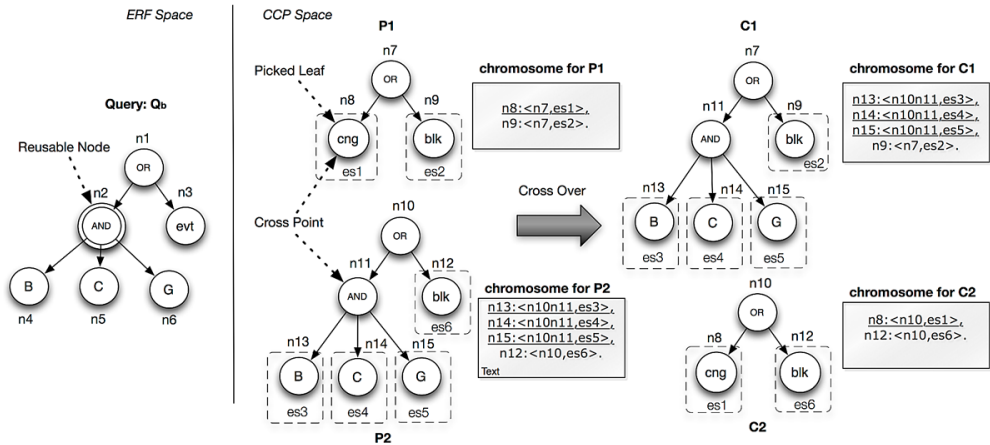 ERF Space
CCP Space
Query: Qb
Reusable Node
n1
OR
n2
n3
AND
evt
B
C
G
n4
n5
n6
P1
n7
OR
Picked Leaf
n8
n9
cng
blk
es1
es2
chromosome for P1
n8:<n7,es1>,
n9:<n7,es2>.
Cross Point
n10
OR
n11
n12
AND
blk
es6
n13
n14
n15
B
C
G
es3
es4
es5
P2
chromosome for P2
n13:<n10n11,es3>,
n14:<n10n11,es4>,
n15:<n10n11,es5>,
n12:<n10,es6>.
Text
Cross Over
C1
n7
OR
n11
n9
AND
blk
es2
n13
n14
n15
B
C
G
es3
es4
es5
chromosome for C1
n13:<n10n11,es3>,
n14:<n10n11,es4>,
n15:<n10n11,es5>,
n9:<n7,es2>.
n10
OR
n8
n12
cng
blk
es1
es6
C2
chromosome for C2
n8:<n10,es1>,
n12:<n10,es6>.